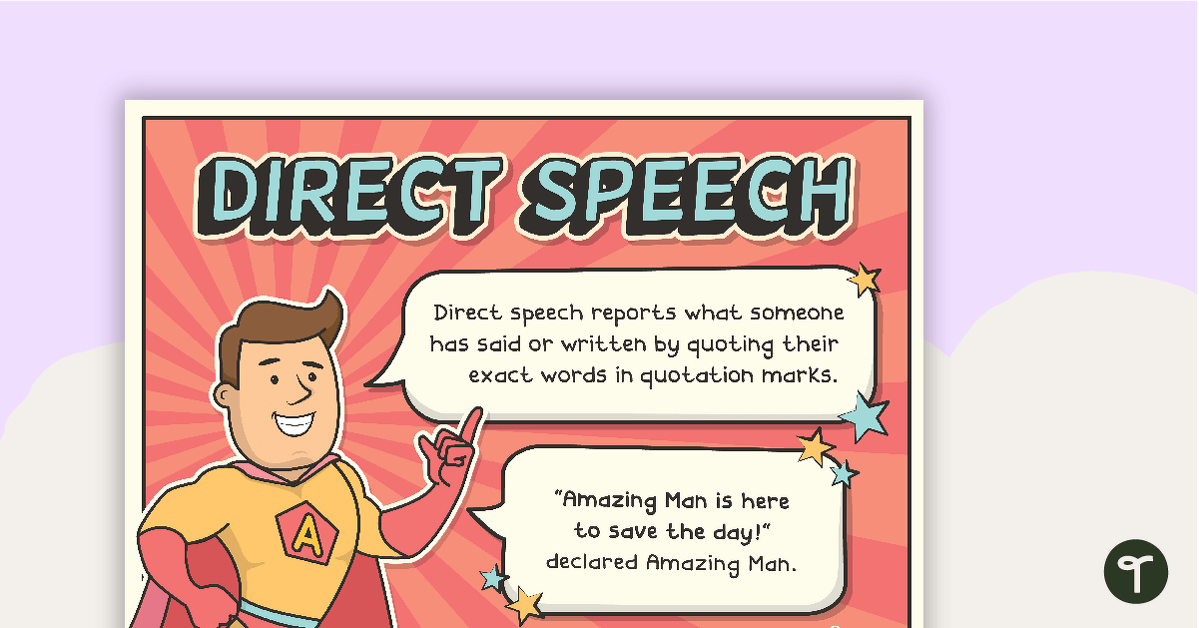 DIRECT SPEECH
Direct speech reports what someone
has said or written by quoting their
exact words in quotation marks.
A
“Amazing Man is here
to save the day!“
declared Amazing Man.